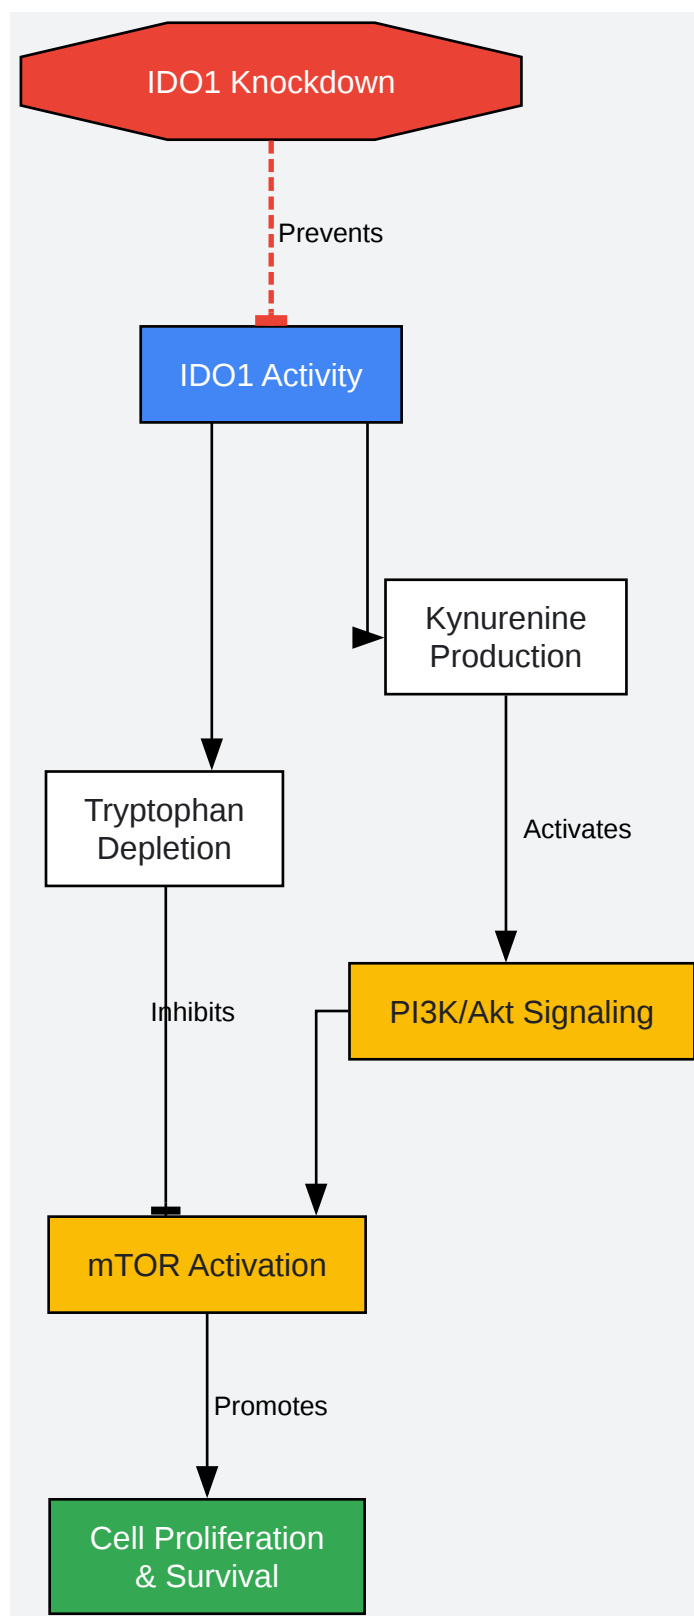 IDO1 Knockdown
Prevents
IDO1 Activity
Kynurenine
Production
Tryptophan
Depletion
Activates
Inhibits
PI3K/Akt Signaling
mTOR Activation
Promotes
Cell Proliferation
& Survival